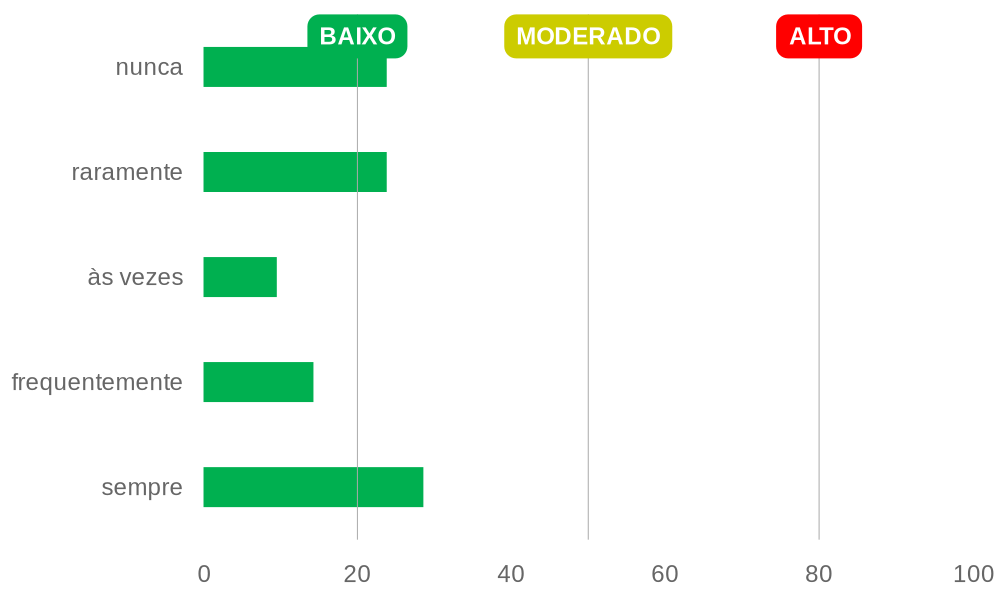 BAIXO MODERADO ALTO
nunca
raramente
às vezes
frequentemente
sempre
0 20 40 60 80 100